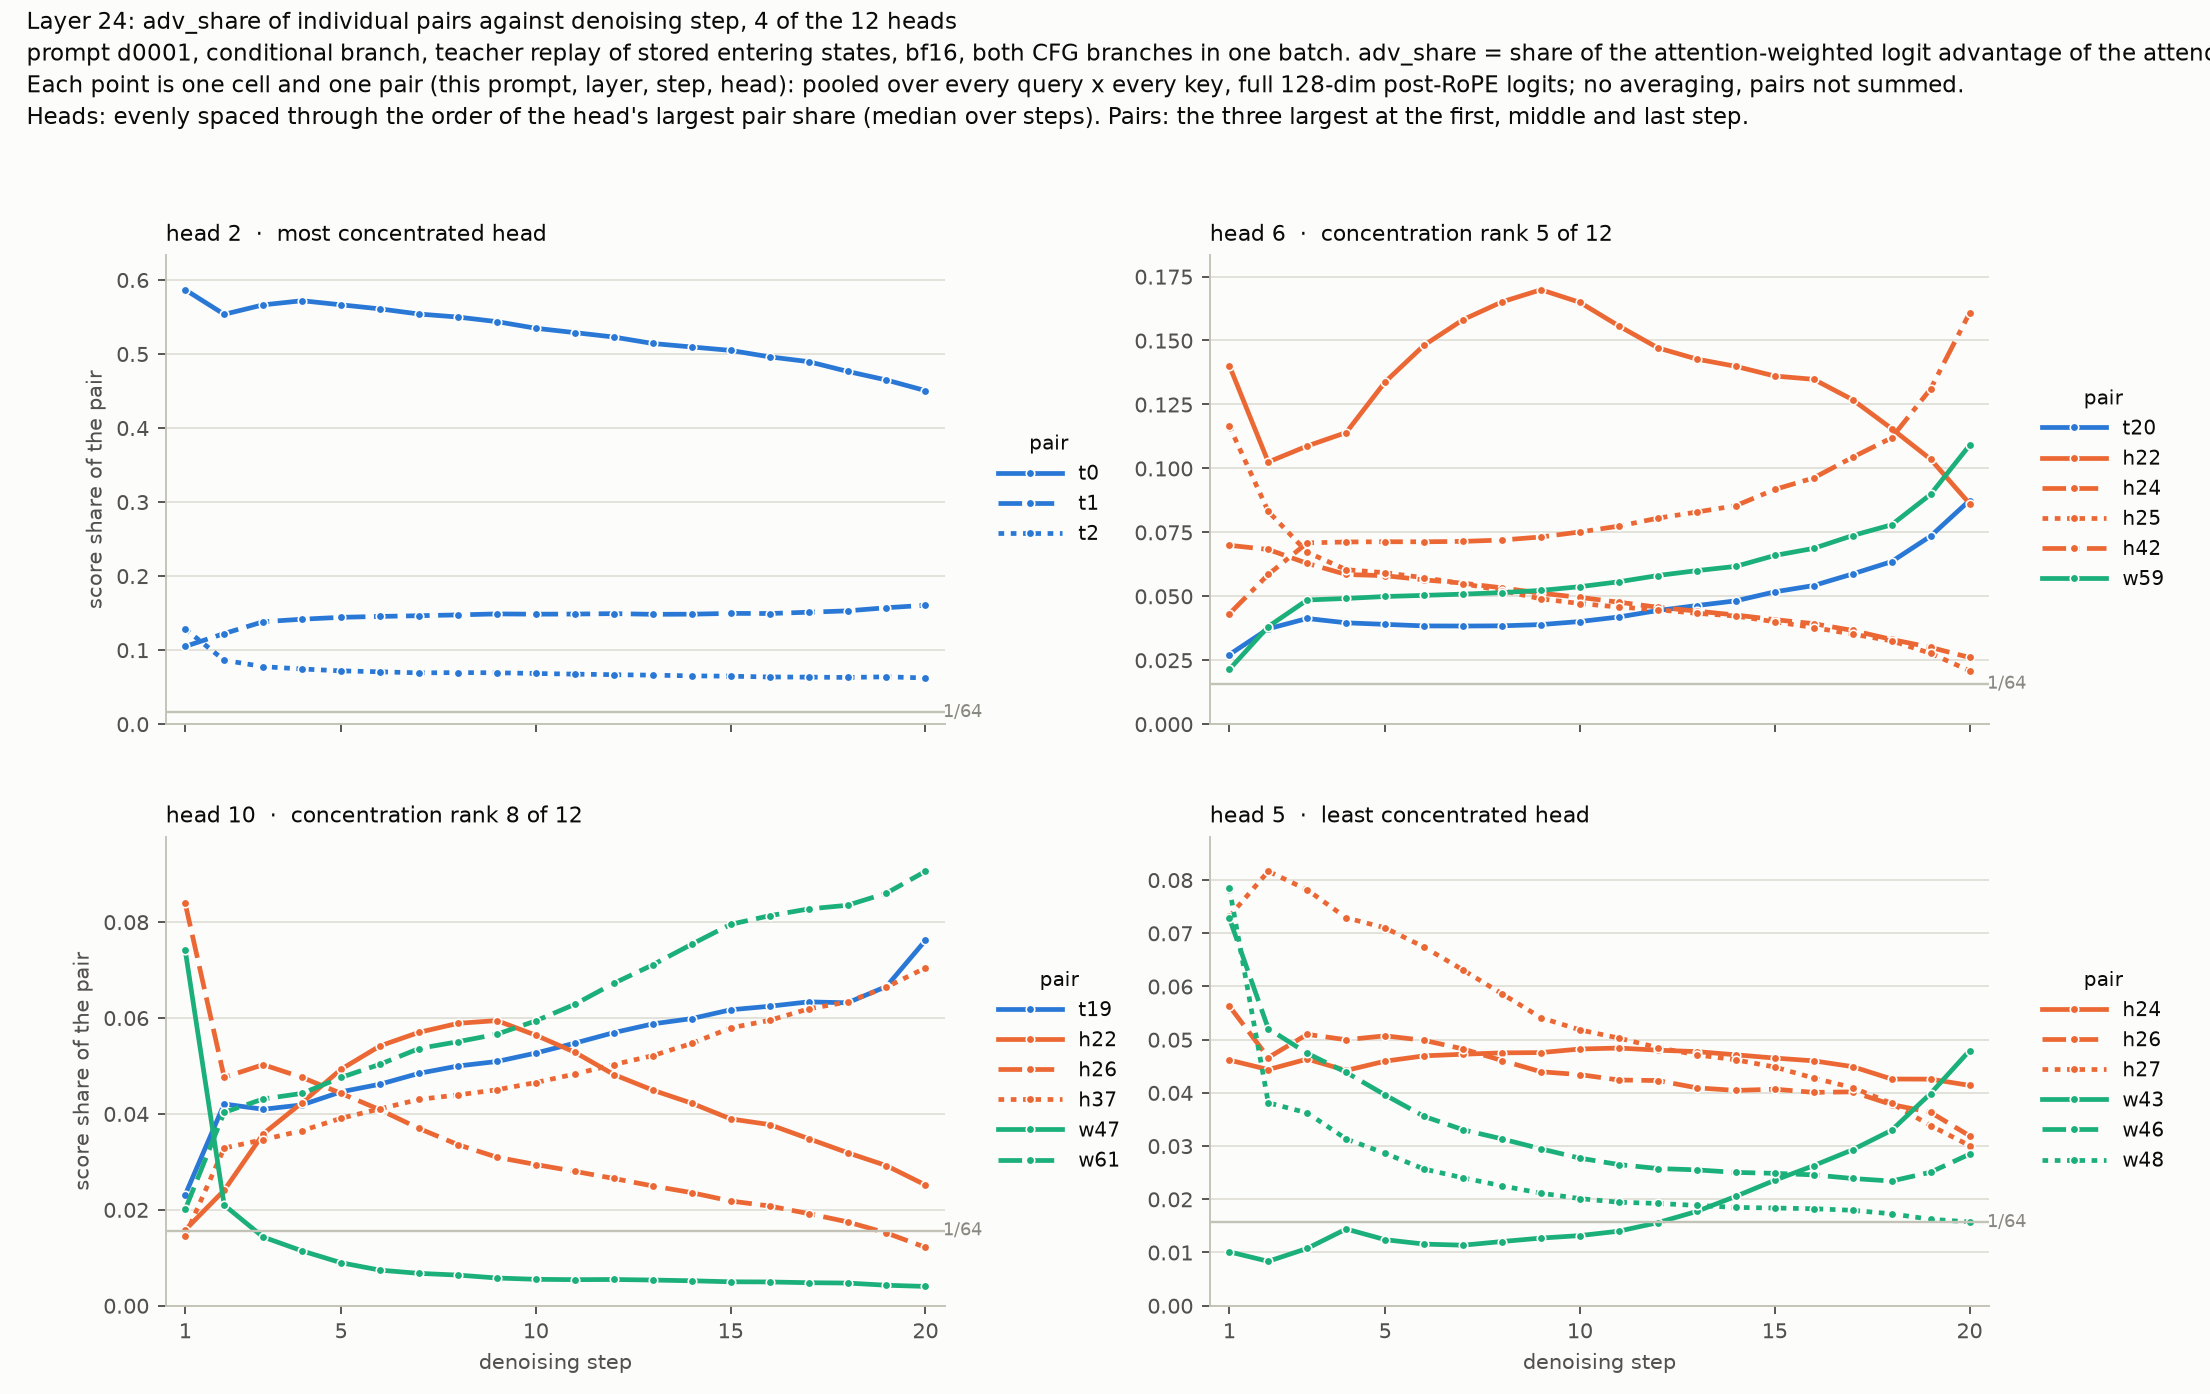 Layer 24: adv_share of individual pairs against denoising step, 4 of the 12 heads
prompt d0001, conditional branch, teacher replay of stored entering states, bf16, both CFG branches in one batch. adv_share = share of the attention-weighted logit advantage of the
Each point is one cell and one pair (this prompt, layer, step, head): pooled over every query x every key, full 128-dim post-RoPE logits; no averaging, pairs not summed.
Heads: evenly spaced through the order of the head's largest pair share (median over steps). Pairs: the three largest at the first, middle and last step.
head 2 · most concentrated head
score share of the pair
0.6
0.5
0.4
0.3
0.2
0.1
0.0
1/64
pair
t0
t1
t2
head 6 · concentration rank 5 of 12
0.175
0.150
0.125
0.100
0.075
0.050
0.025
0.000
1/64
pair
t20
h22
h24
h25
h42
w59
head 10 · concentration rank 8 of 12
score share of the pair
0.08
0.06
0.04
0.02
0.00
1/64
1
5
10
15
20
denoising step
pair
t19
h22
h26
h37
w47
w61
head 5 · least concentrated head
0.08
0.07
0.06
0.05
0.04
0.03
0.02
0.01
0.00
1/64
1
5
10
15
20
denoising step
pair
h24
h26
h27
w43
w46
w48